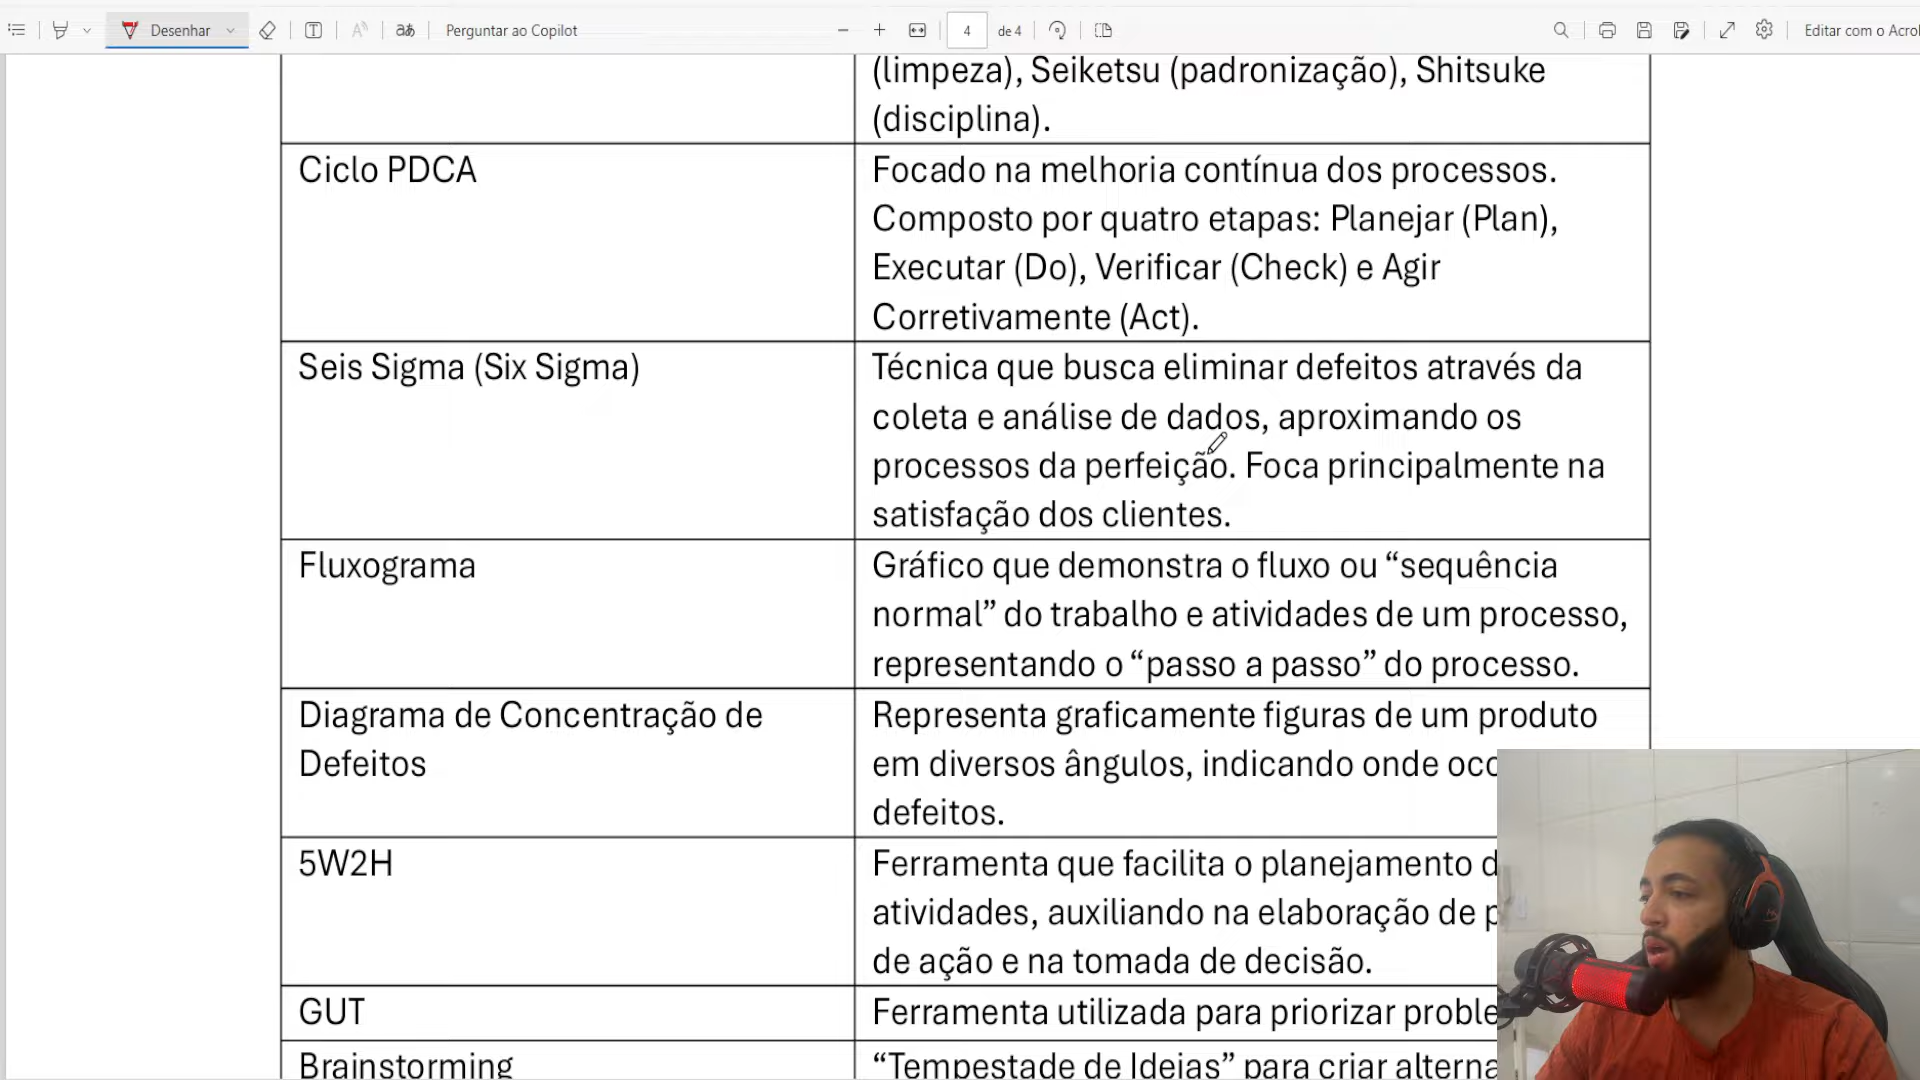 Desenhar
Perguntar ao Copilot
4
de 4
Editar com o
(limpeza), Seiketsu (padronização), Shitsuke
(disciplina).
Ciclo PDCA
Focado na melhoria contínua dos processos.
Composto por quatro etapas: Planejar (Plan),
Executar (Do), Verificar (Check) e Agir
Corretivamente (Act).
Seis Sigma (Six Sigma)
Técnica que busca eliminar defeitos através da
coleta e análise de dados, aproximando os
processos da perfeição. Foca principalmente na
satisfação dos clientes.
Fluxograma
Gráfico que demonstra o fluxo ou “sequência
normal” do trabalho e atividades de um processo,
representando o “passo a passo” do processo.
Diagrama de Concentração de
Defeitos
Representa graficamente figuras de um produto
em diversos ângulos, indicando onde
defeitos.
5W2H
Ferramenta que facilita o planejamento
atividades, auxiliando na elaboração de
de ação e na tomada de decisão.
GUT
Ferramenta utilizada para priorizar
Brainstorming
“Tempestade de Ideias” para criar